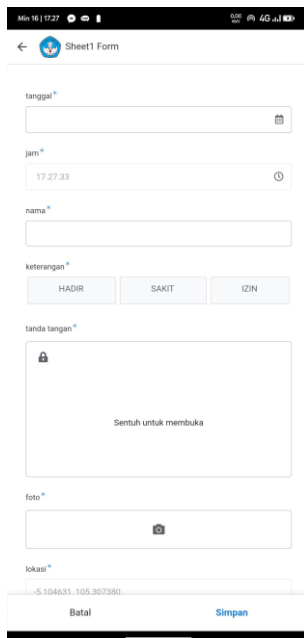 Min 16 | 17.27
0,00 KB/s 4G
Sheet1 Form
tanggal*
jam*
17.27.33
nama*
keterangan*
HADIR SAKIT IZIN
tanda tangan*
Sentuh untuk membuka
foto*
lokasi*
-5.104631, 105.307380
Batal Simpan